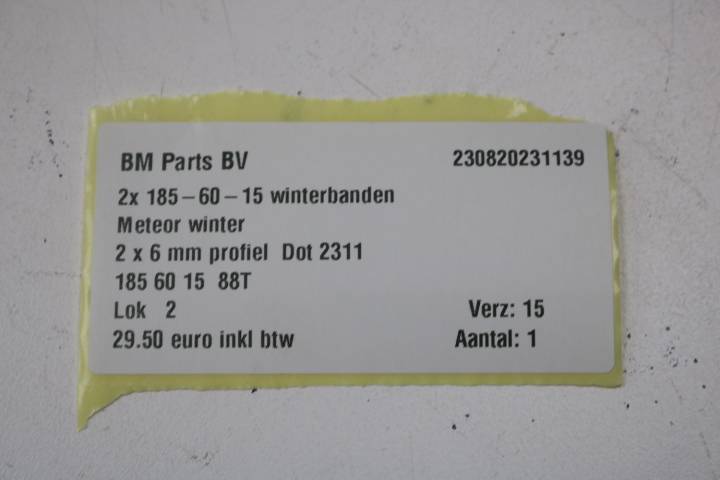 BM Parts BV 230820231139
2x 185-60-15 winterbanden
Meteor winter
2 x 6 mm profiel Dot 2311
185 60 15 88T
Lok 2 Verz: 15
29.50 euro inkl btw Aantal: 1